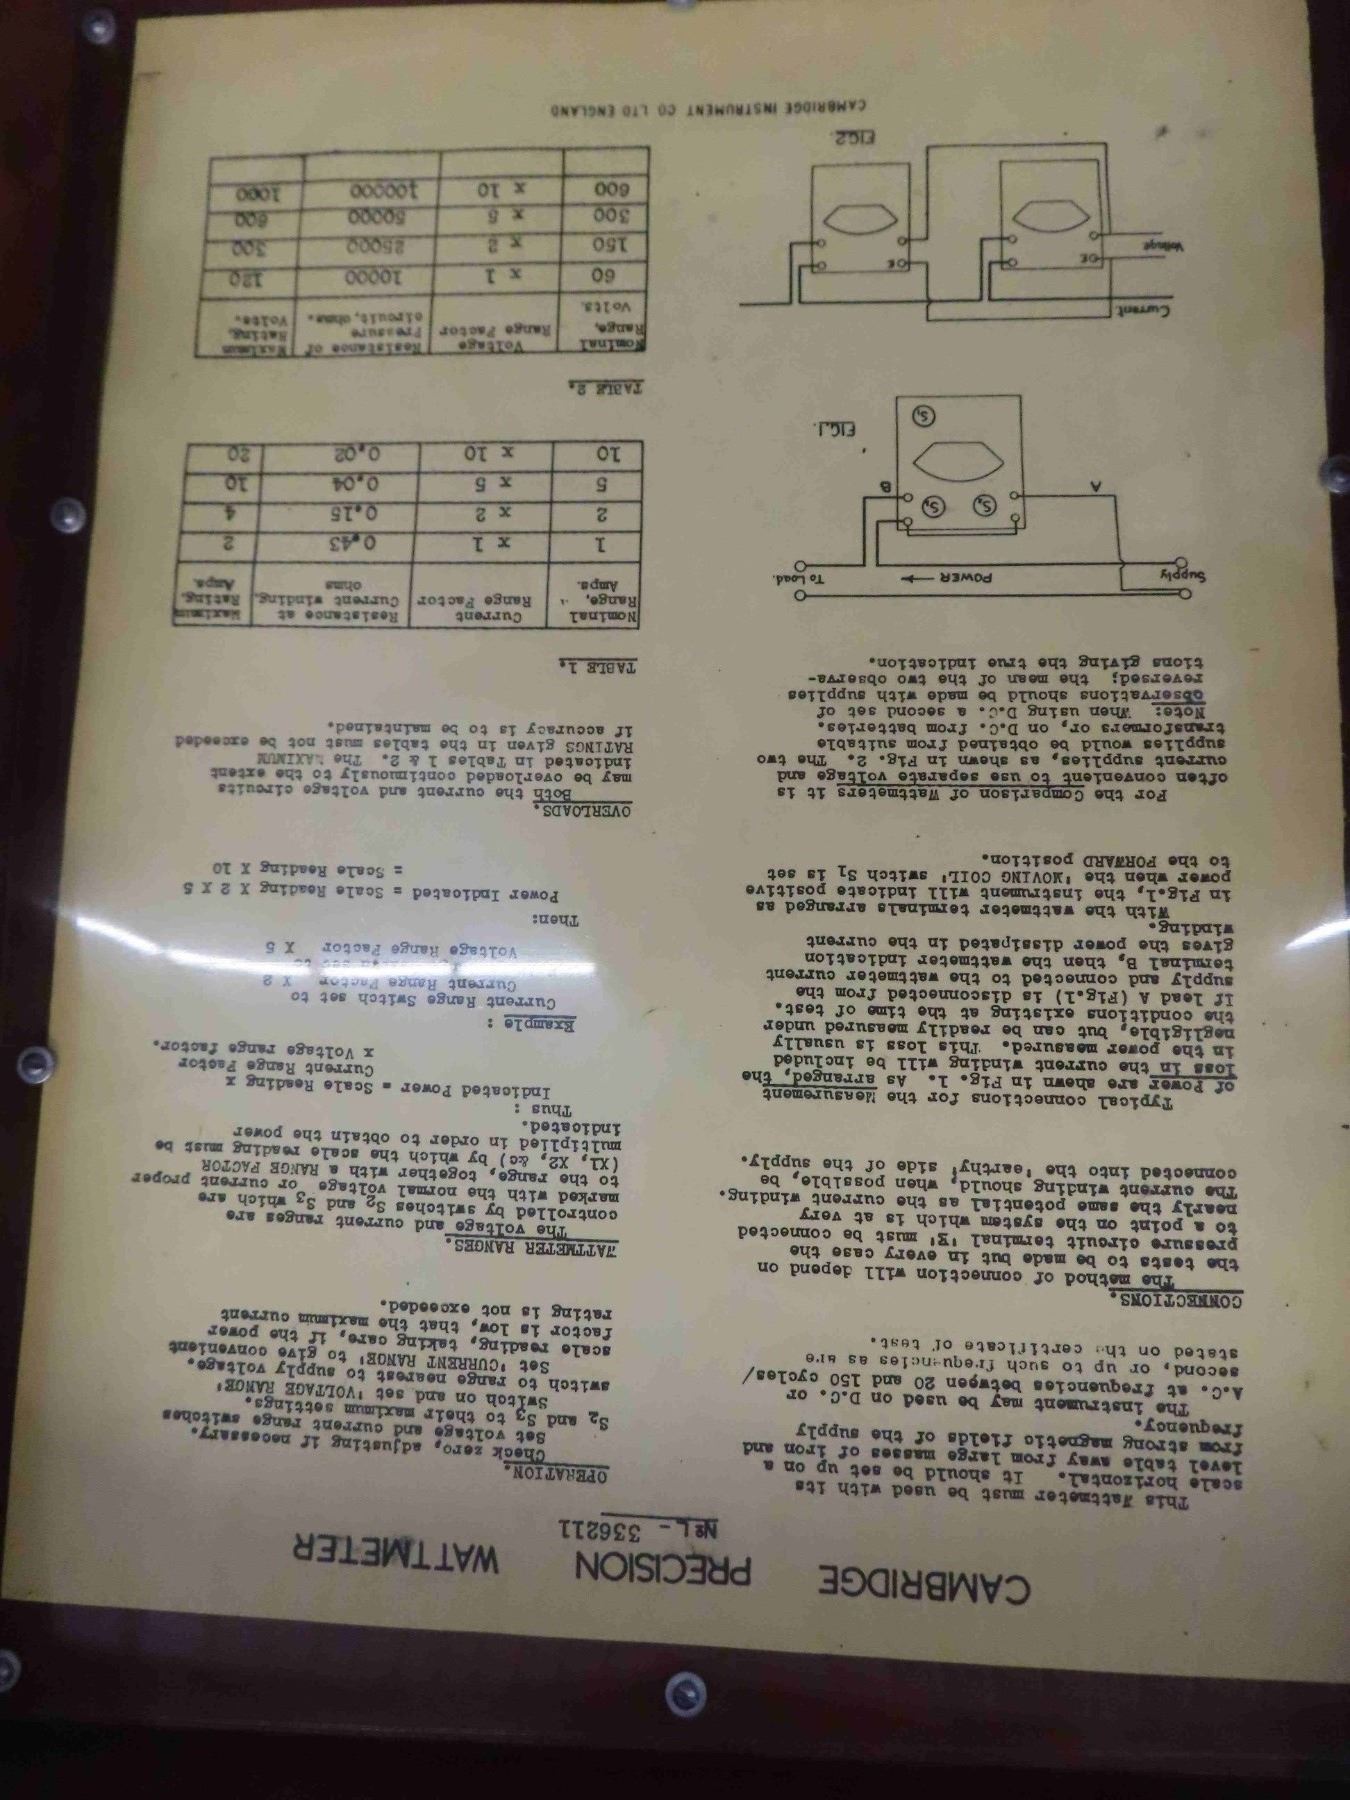 CAMBRIDGE PRECISION WATTMETER
No L - 336211
This Wattmeter must be used with its
scale horizontal. It should be set up on a
level table away from large masses of iron and
from strong magnetic fields of the supply
frequency.
The instrument may be used on D.C. or
A.C. at frequencies between 20 and 150 cycles/
second, or up to such frequencies as are
stated on the certificate of test.
CONNECTIONS.
The method of connection will depend on
the tests to be made but in every case the
pressure circuit terminal 'E' must be connected
to a point on the system which is at very
nearly the same potential as the current winding.
The current winding should, when possible, be
connected into the 'earthy' side of the supply.
Typical connections for the Measurement
of Power are shewn in Fig. 1. As arranged, the
loss in the current winding will be included
in the power measured. This loss is usually
negligible, but can be readily measured under
the conditions existing at the time of test.
If lead A (Fig.1) is disconnected from the
supply and connected to the wattmeter current
terminal B, then the wattmeter indication
gives the power dissipated in the current
winding.
With the wattmeter terminals arranged as
in Fig.1, the instrument will indicate positive
power when the 'MOVING COIL' switch S1 is set
to the FORWARD position.
For the Comparison of Wattmeters it is
often convenient to use separate voltage and
current supplies, as shown in Fig. 2. The two
supplies would be obtained from suitable
transformers or, on D.C. from batteries.
Note: When using D.C. a second set of
observations should be made with supplies
reversed; the mean of the two observa-
tions giving the true indication.
Supply
POWER →
To Load.
A
B
S2
S3
S1
FIG.1.
Current
Voltage
E
E
FIG.2.
OPERATION.
Check zero, adjusting if necessary.
Set voltage and current range switches
S2 and S3 to their maximum settings.
Switch on and set 'VOLTAGE RANGE'
switch to range nearest to supply voltage.
Set 'CURRENT RANGE' to give convenient
scale reading, taking care, if the power
factor is low, that the maximum current
rating is not exceeded.
WATTMETER RANGES.
The voltage and current ranges are
controlled by switches S2 and S3 which are
marked with the normal voltage or current proper
to the range, together with a RANGE FACTOR
(X1, X2, &c) by which the scale reading must be
multiplied in order to obtain the power
indicated.
Thus :
Indicated Power = Scale Reading x
Current Range Factor
x Voltage range factor.
Example :
Current Range Switch set to
Current Range Factor X 2
set to
Voltage Range Factor X 5
Then:
Power Indicated = Scale Reading X 2 X 5
= Scale Reading X 10
OVERLOADS.
Both the current and voltage circuits
may be overloaded continuously to the extent
indicated in Tables 1 & 2. The MAXIMUM
RATINGS given in the tables must not be exceeded
if accuracy is to be maintained.
TABLE 1.
Nominal Range, Amps. Current Range Factor Resistance at Current winding, ohms Maximum Rating, Amps.
1 x 1 0.43 2
2 x 2 0.15 4
5 x 5 0.04 10
10 x 10 0.02 20
TABLE 2.
Nominal Range, Volts. Voltage Range Factor Resistance of Pressure circuit, ohms. Maximum Rating, Volts.
60 x 1 10000 120
150 x 2 25000 300
300 x 5 50000 600
600 x 10 100000 1000
CAMBRIDGE INSTRUMENT CO LTD ENGLAND